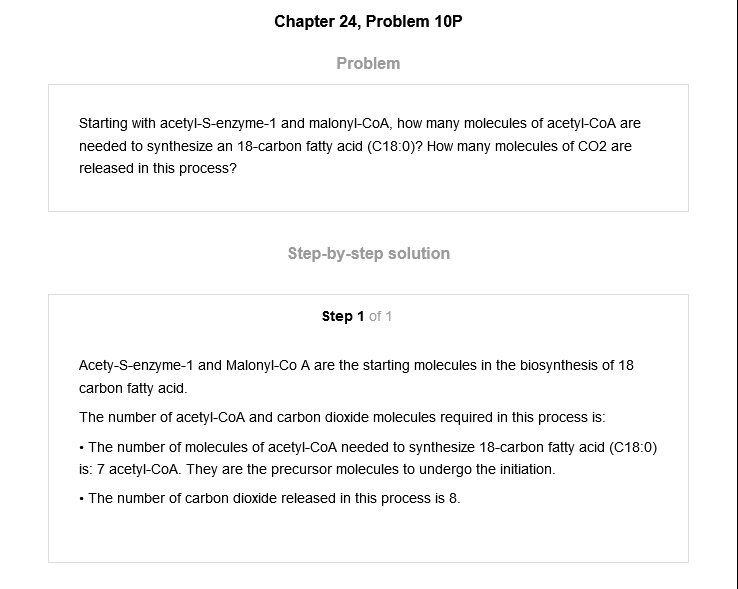 Chapter 24, Problem 10P
Problem
Starting with acetyl-S-enzyme-1 and malonyl-CoA, how many molecules of acetyl-CoA are
needed to synthesize an 18-carbon fatty acid (C18:0)? How many molecules of CO2 are
released in this process?
Step-by-step solution
Step 1 of 1
Acety-S-enzyme-1 and Malonyl-Co A are the starting molecules in the biosynthesis of 18
carbon fatty acid.
The number of acetyl-CoA and carbon dioxide molecules required in this process is:
• The number of molecules of acetyl-CoA needed to synthesize 18-carbon fatty acid (C18:0)
is: 7 acetyl-CoA. They are the precursor molecules to undergo the initiation.
• The number of carbon dioxide released in this process is 8.